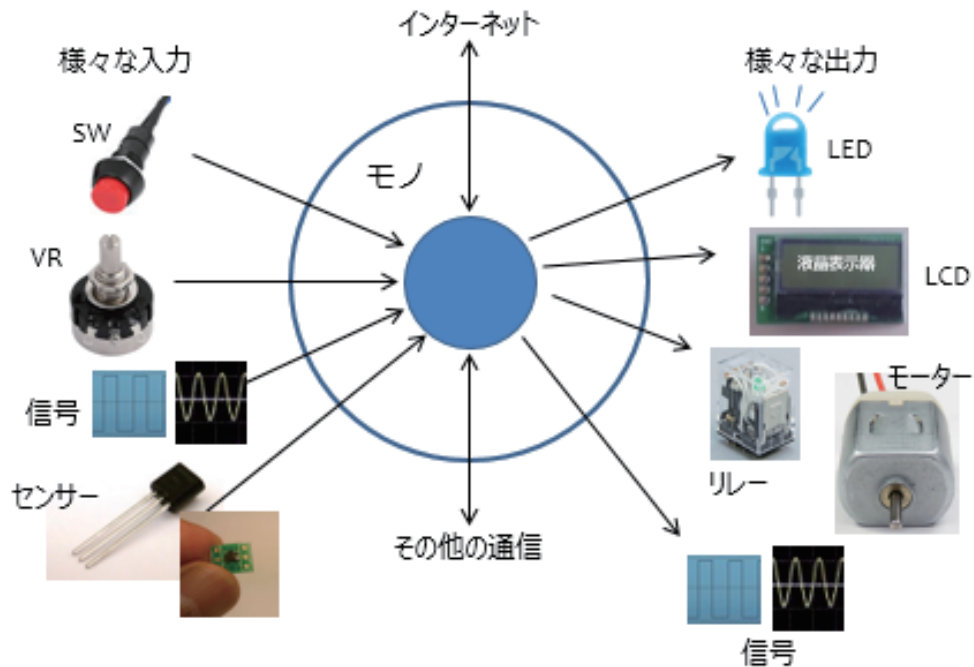 インターネット
様々な入力
様々な出力
SW
モノ
LED
VR
液晶表示器
LCD
信号
モーター
リレー
センサー
その他の通信
信号